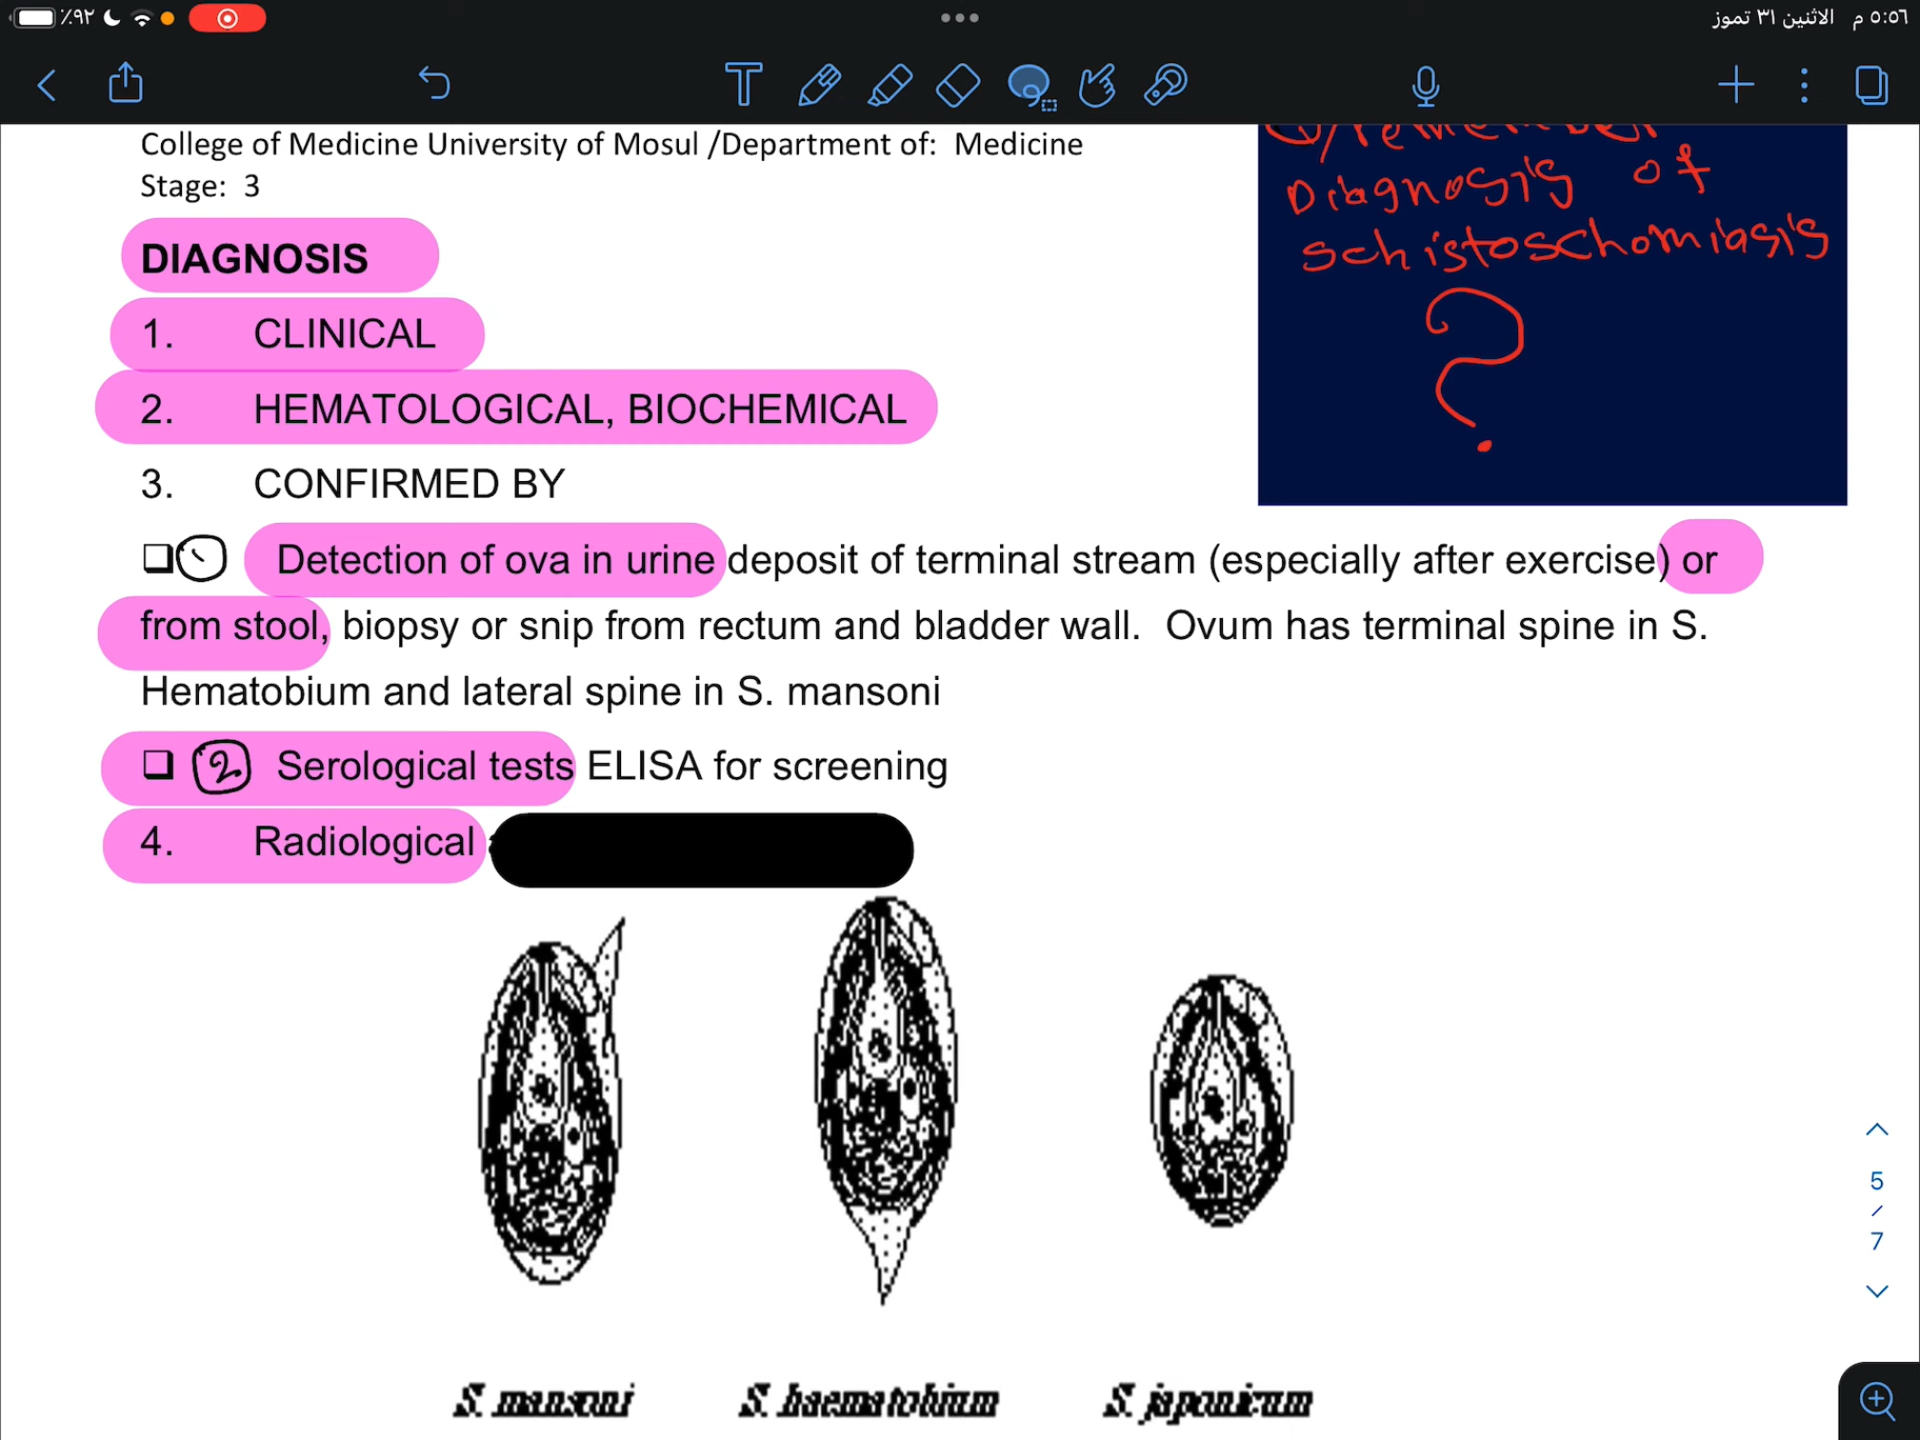 ٪٩٢
٥:٥٦ م الاثنين ٣١ تموز
College of Medicine University of Mosul /Department of: Medicine
Stage: 3
DIAGNOSIS
1. CLINICAL
2. HEMATOLOGICAL, BIOCHEMICAL
3. CONFIRMED BY
❑ Detection of ova in urine deposit of terminal stream (especially after exercise) or
from stool, biopsy or snip from rectum and bladder wall. Ovum has terminal spine in S.
Hematobium and lateral spine in S. mansoni
❑ 2 Serological tests ELISA for screening
4. Radiological
Diagnosis of
schistoschomiasis
?
S. mansoni
S. haematobium
S. japonicum
5
/
7